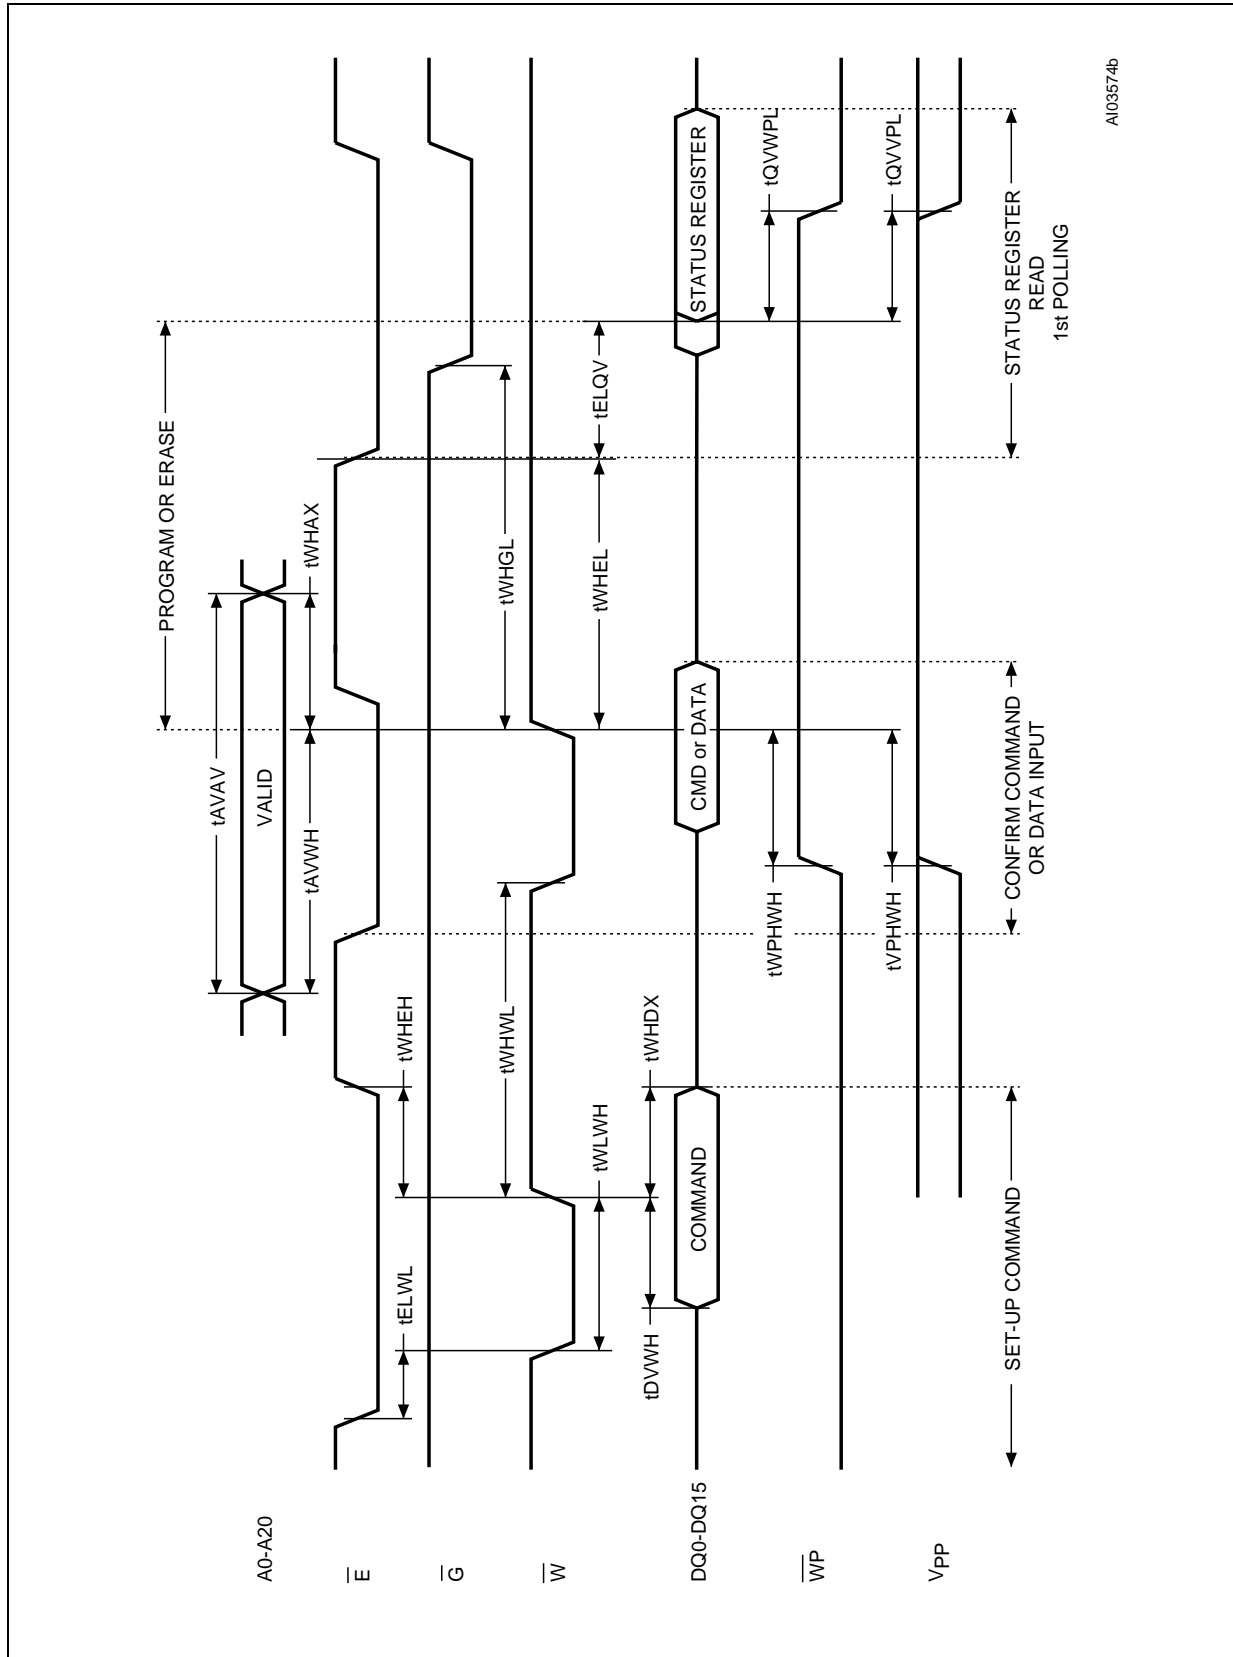 PROGRAM OR ERASE
tAVAV
A0-A20
VALID
tAVWH
tWHAX
E
tELWL
tWHEH
G
tWHWL
tWHGL
W
tWLWH
tWHEL
tELQV
tDVWH
tWHDX
DQ0-DQ15
COMMAND
CMD or DATA
STATUS REGISTER
tWPHWH
tQVWPL
WP
tVPHWH
tQVVPL
VPP
SET-UP COMMAND
CONFIRM COMMAND
OR DATA INPUT
STATUS REGISTER
READ
1st POLLING
AI03574b